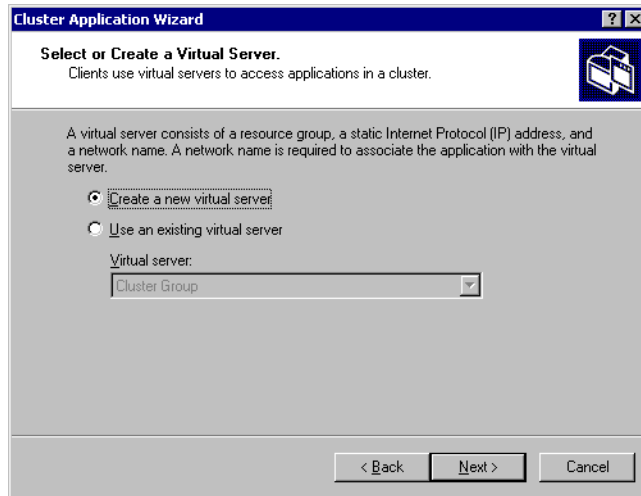 Cluster Application Wizard
Select or Create a Virtual Server.
Clients use virtual servers to access applications in a cluster.
A virtual server consists of a resource group, a static Internet Protocol (IP) address, and
a network name. A network name is required to associate the application with the virtual
server.
Create a new virtual server
Use an existing virtual server
Virtual server:
Cluster Group
< Back Next > Cancel